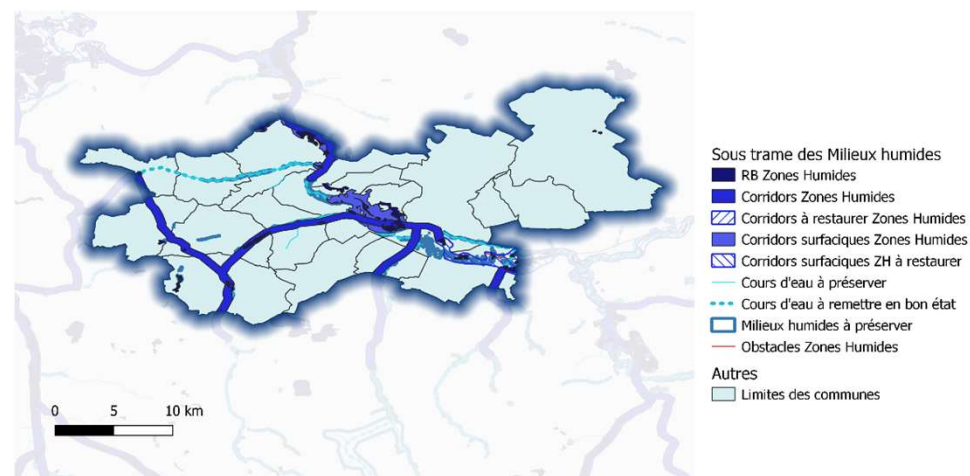 Sous trame des Milieux humides
RB Zones Humides
Corridors Zones Humides
Corridors à restaurer Zones Humides
Corridors surfaciques Zones Humides
Corridors surfaciques ZH à restaurer
Cours d'eau à préserver
Cours d'eau à remettre en bon état
Milieux humides à préserver
Obstacles Zones Humides
Autres
Limites des communes
0 5 10 km